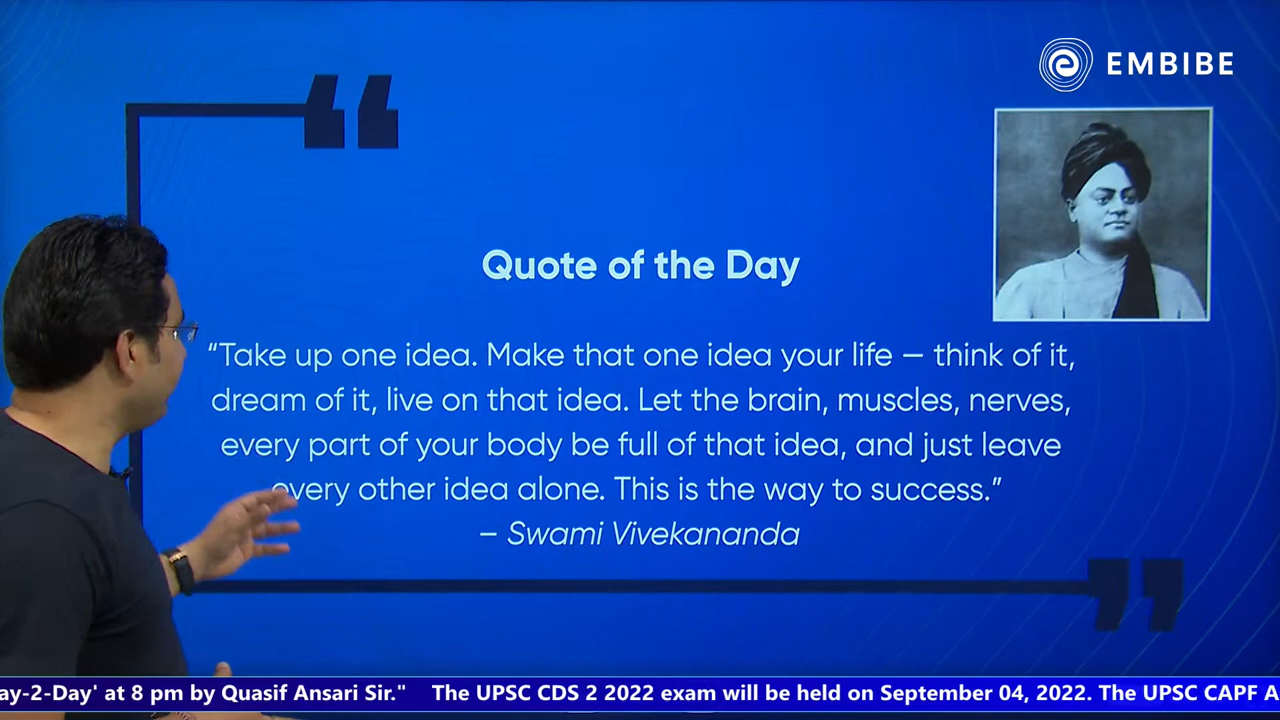 EMBIBE
Quote of the Day
“Take up one idea. Make that one idea your life — think of it,
dream of it, live on that idea. Let the brain, muscles, nerves,
every part of your body be full of that idea, and just leave
every other idea alone. This is the way to success.”
– Swami Vivekananda
ay-2-Day' at 8 pm by Quasif Ansari Sir." The UPSC CDS 2 2022 exam will be held on September 04, 2022. The UPSC CAPF A